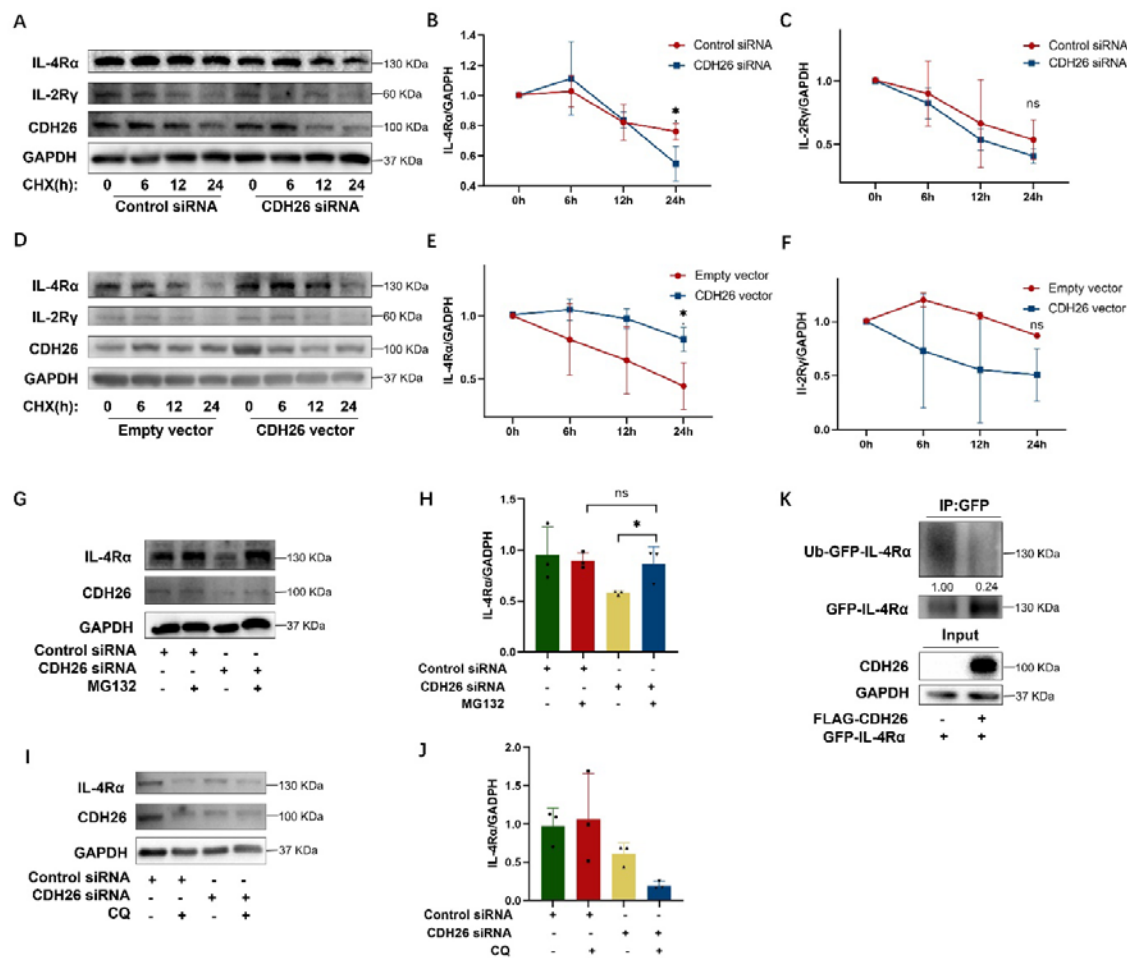 A
IL-4Rα
130 KDa
IL-2Rγ
60 KDa
CDH26
100 KDa
GAPDH
37 KDa
CHX(h): 0 6 12 24 0 6 12 24
Control siRNA CDH26 siRNA
B
IL-4Rα/GADPH
1.4
1.2
1.0
0.8
0.6
0.4
0h 6h 12h 24h
Control siRNA
CDH26 siRNA
*
C
IL-2Rγ/GAPDH
1.0
0.5
0h 6h 12h 24h
Control siRNA
CDH26 siRNA
ns
D
IL-4Rα
130 KDa
IL-2Rγ
60 KDa
CDH26
100 KDa
GAPDH
37 KDa
CHX(h): 0 6 12 24 0 6 12 24
Empty vector CDH26 vector
E
IL-4Rα/GADPH
1.0
0.5
0h 6h 12h 24h
Empty vector
CDH26 vector
*
F
Il-2Rγ/GAPDH
1.0
0.5
0.0
0h 6h 12h 24h
Empty vector
CDH26 vector
ns
G
IL-4Rα
130 KDa
CDH26
100 KDa
GAPDH
37 KDa
Control siRNA + + - -
CDH26 siRNA - - + +
MG132 - + - +
H
IL-4Rα/GADPH
1.5
1.0
0.5
0.0
ns
*
Control siRNA + + - -
CDH26 siRNA - - + +
MG132 - + - +
K
IP:GFP
Ub-GFP-IL-4Rα
130 KDa
1.00 0.24
GFP-IL-4Rα
130 KDa
Input
CDH26
100 KDa
GAPDH
37 KDa
FLAG-CDH26 - +
GFP-IL-4Rα + +
I
IL-4Rα
130 KDa
CDH26
100 KDa
GAPDH
37 KDa
Control siRNA + + - -
CDH26 siRNA - - + +
CQ - + - +
J
IL-4Rα/GADPH
2.0
1.5
1.0
0.5
0.0
Control siRNA + + - -
CDH26 siRNA - - + +
CQ - + - +